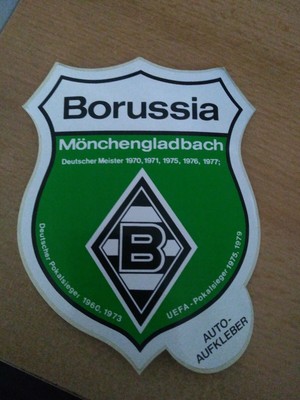 Borussia
Mönchengladbach
Deutscher Meister 1970, 1971, 1975, 1976, 1977;
B
Deutscher Pokalsieger 1960, 1973
UEFA - Pokalsieger 1975, 1979
AUTO-
AUFKLEBER